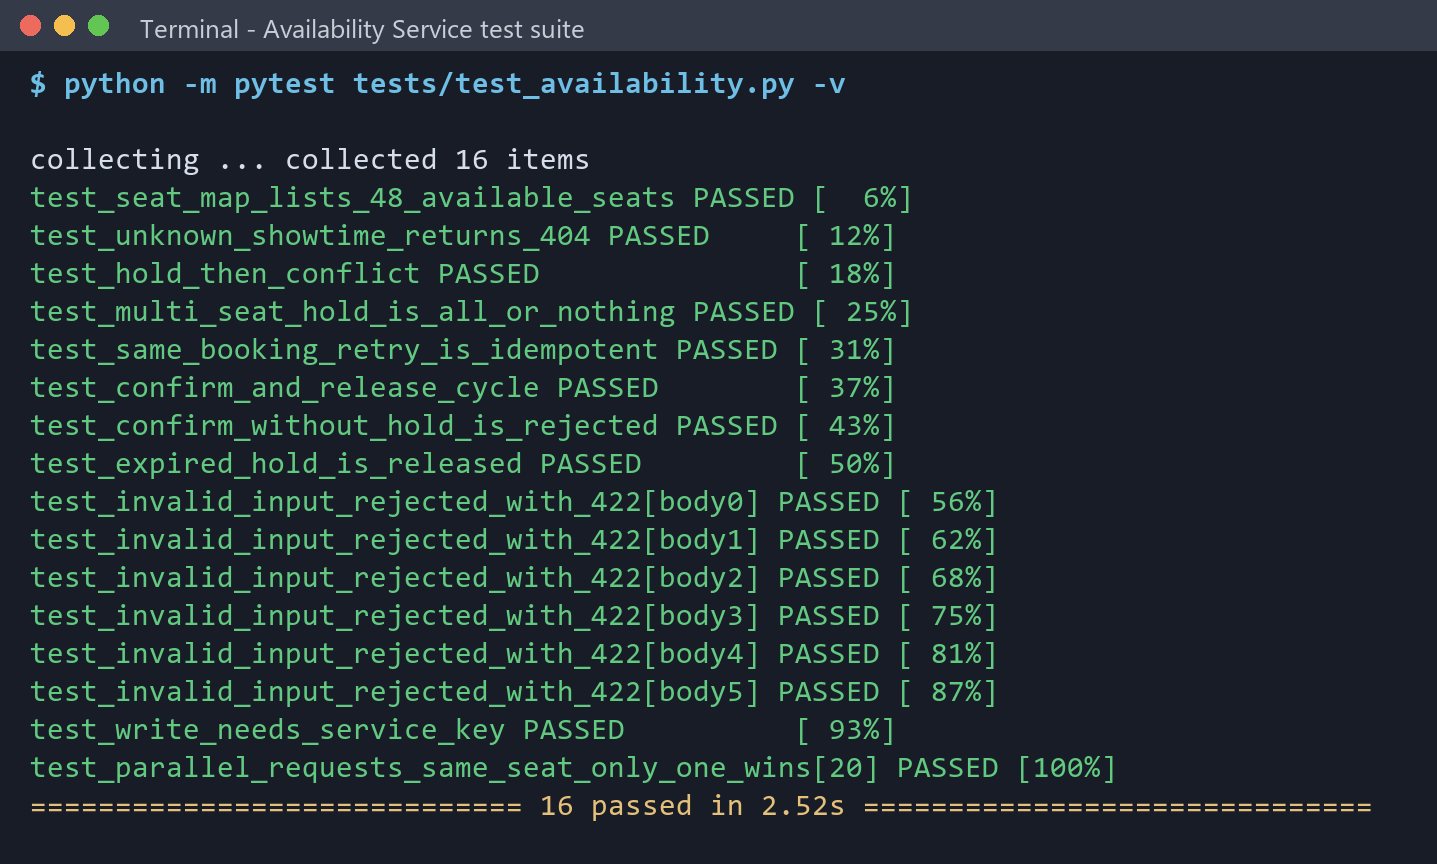 Terminal - Availability Service test suite
$ python -m pytest tests/test_availability.py -v
collecting ... collected 16 items
test_seat_map_lists_48_available_seats PASSED [  6%]
test_unknown_showtime_returns_404 PASSED     [ 12%]
test_hold_then_conflict PASSED               [ 18%]
test_multi_seat_hold_is_all_or_nothing PASSED [ 25%]
test_same_booking_retry_is_idempotent PASSED [ 31%]
test_confirm_and_release_cycle PASSED        [ 37%]
test_confirm_without_hold_is_rejected PASSED [ 43%]
test_expired_hold_is_released PASSED         [ 50%]
test_invalid_input_rejected_with_422[body0] PASSED [ 56%]
test_invalid_input_rejected_with_422[body1] PASSED [ 62%]
test_invalid_input_rejected_with_422[body2] PASSED [ 68%]
test_invalid_input_rejected_with_422[body3] PASSED [ 75%]
test_invalid_input_rejected_with_422[body4] PASSED [ 81%]
test_invalid_input_rejected_with_422[body5] PASSED [ 87%]
test_write_needs_service_key PASSED          [ 93%]
test_parallel_requests_same_seat_only_one_wins[20] PASSED [100%]
============================= 16 passed in 2.52s ==============================